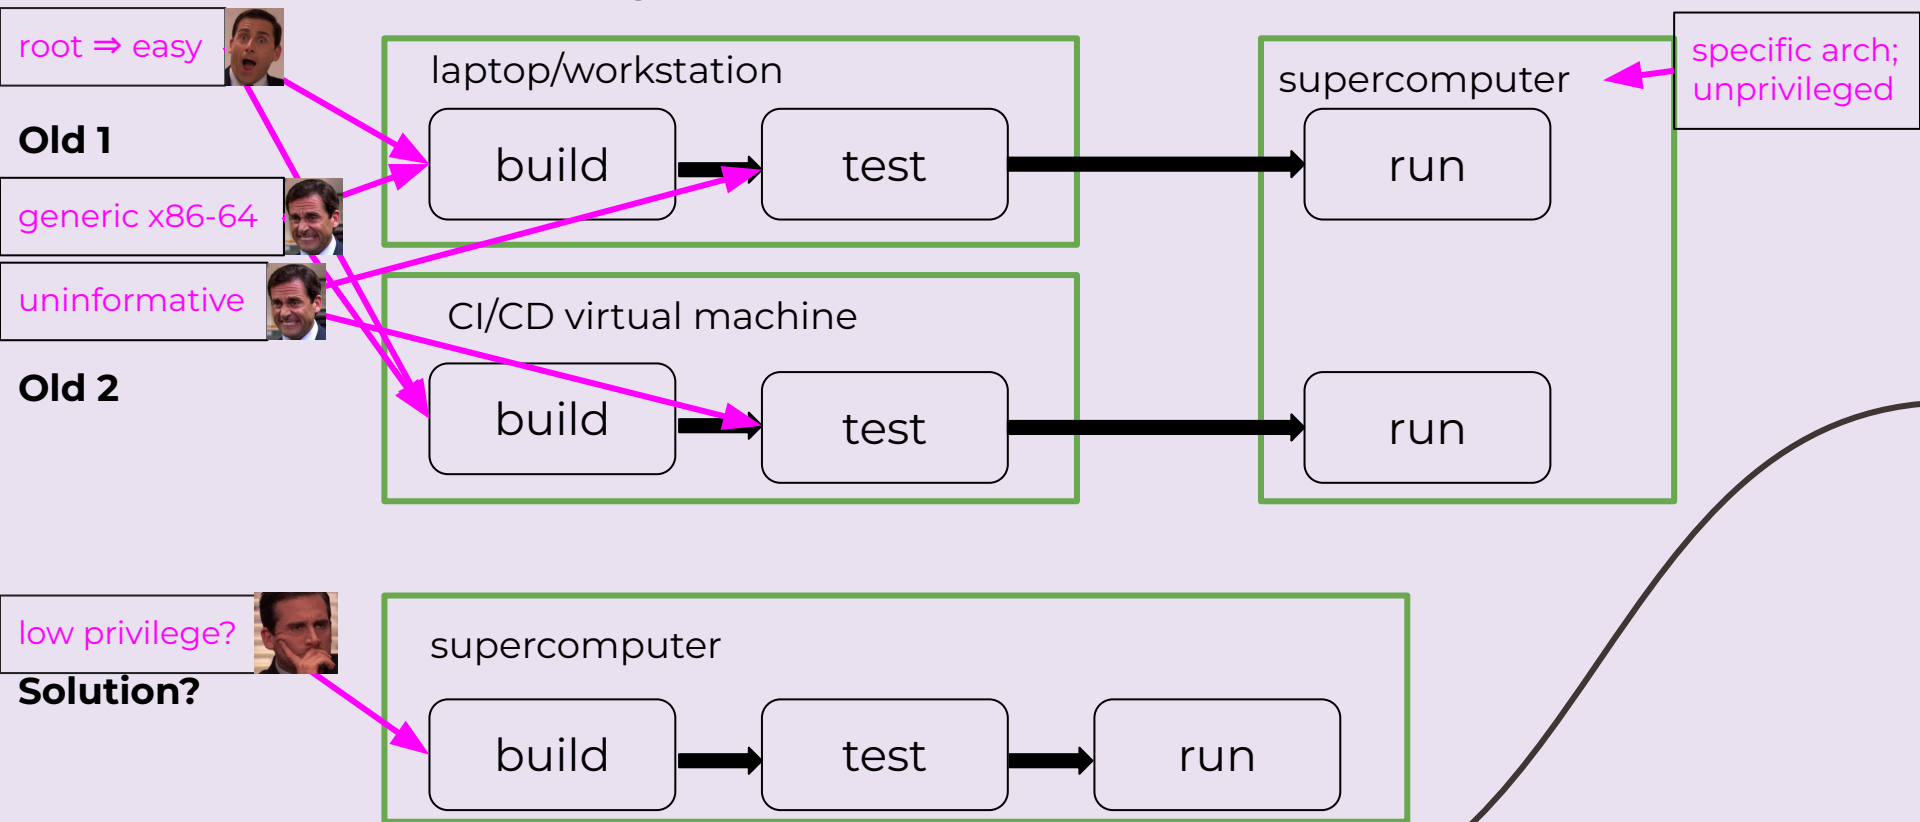 root ⇒ easy
laptop/workstation
supercomputer
specific arch;
unprivileged
Old 1
build
test
run
generic x86-64
uninformative
CI/CD virtual machine
Old 2
build
test
run
low privilege?
supercomputer
Solution?
build
test
run